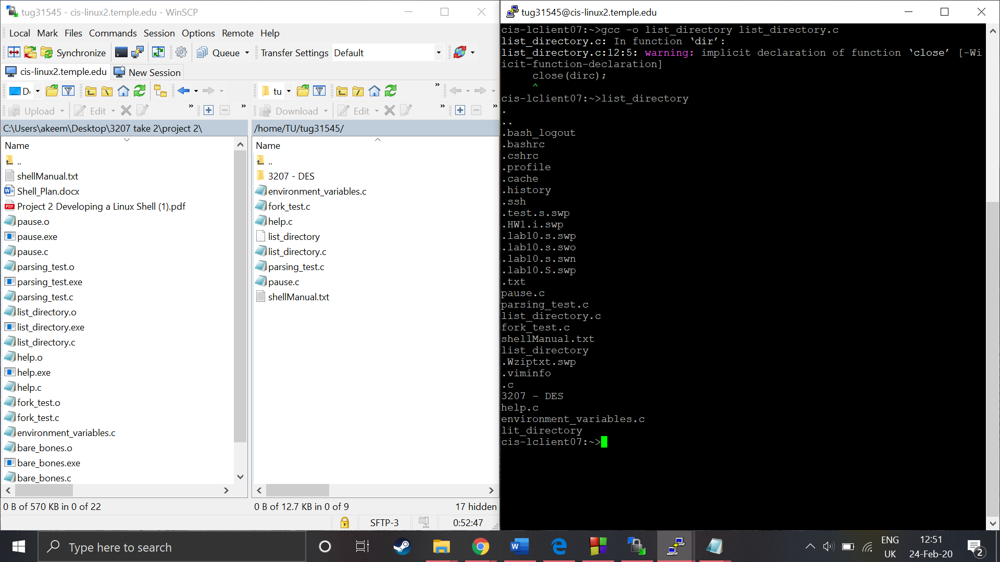 tug31545 - cis-linux2.temple.edu - WinSCP
Local Mark Files Commands Session Options Remote Help
Synchronize Queue Transfer Settings Default
cis-linux2.temple.edu New Session
tu
Upload Edit Download Edit
C:\Users\akeem\Desktop\3207 take 2\project 2\
Name
..
shellManual.txt
Shell_Plan.docx
Project 2 Developing a Linux Shell (1).pdf
pause.o
pause.exe
pause.c
parsing_test.o
parsing_test.exe
parsing_test.c
list_directory.o
list_directory.exe
list_directory.c
help.o
help.exe
help.c
fork_test.o
fork_test.c
environment_variables.c
bare_bones.o
bare_bones.exe
bare_bones.c
0 B of 570 KB in 0 of 22
/home/TU/tug31545/
Name
..
3207 - DES
environment_variables.c
fork_test.c
help.c
list_directory
list_directory.c
parsing_test.c
pause.c
shellManual.txt
0 B of 12.7 KB in 0 of 9 17 hidden
SFTP-3 0:52:47
tug31545@cis-linux2.temple.edu
cis-lclient07:~>gcc -o list_directory list_directory.c
list_directory.c: In function ‘dir’:
list_directory.c:12:5: warning: implicit declaration of function ‘close’ [-Wi
icit-function-declaration]
close(dirc);
^
cis-lclient07:~>list_directory
.
..
.bash_logout
.bashrc
.cshrc
.profile
.cache
.history
.ssh
.test.s.swp
.HW1.i.swp
.lab10.s.swp
.lab10.s.swo
.lab10.s.swn
.lab10.S.swp
.txt
pause.c
parsing_test.c
list_directory.c
fork_test.c
shellManual.txt
list_directory
.Wziptxt.swp
.viminfo
.c
3207 - DES
help.c
environment_variables.c
lit_directory
cis-lclient07:~>
Type here to search
ENG
UK
12:51
24-Feb-20
2